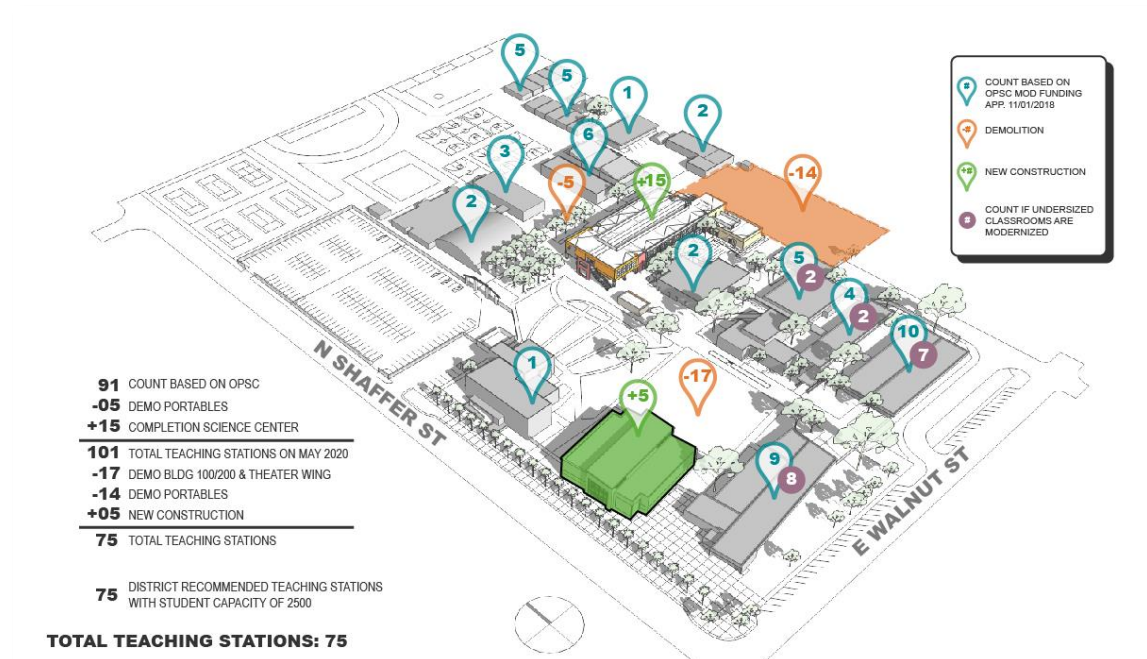 5
5
1
2
6
3
-5
+15
-14
2
2
5
2
4
2
10
7
1
+5
-17
9
8
N SHAFFER ST
E WALNUT ST
# COUNT BASED ON
OPSC MOD FUNDING
APP. 11/01/2018
-# DEMOLITION
+# NEW CONSTRUCTION
# COUNT IF UNDERSIZED
CLASSROOMS ARE
MODERNIZED
91 COUNT BASED ON OPSC
-05 DEMO PORTABLES
+15 COMPLETION SCIENCE CENTER
101 TOTAL TEACHING STATIONS ON MAY 2020
-17 DEMO BLDG 100/200 & THEATER WING
-14 DEMO PORTABLES
+05 NEW CONSTRUCTION
75 TOTAL TEACHING STATIONS
75 DISTRICT RECOMMENDED TEACHING STATIONS
WITH STUDENT CAPACITY OF 2500
TOTAL TEACHING STATIONS: 75